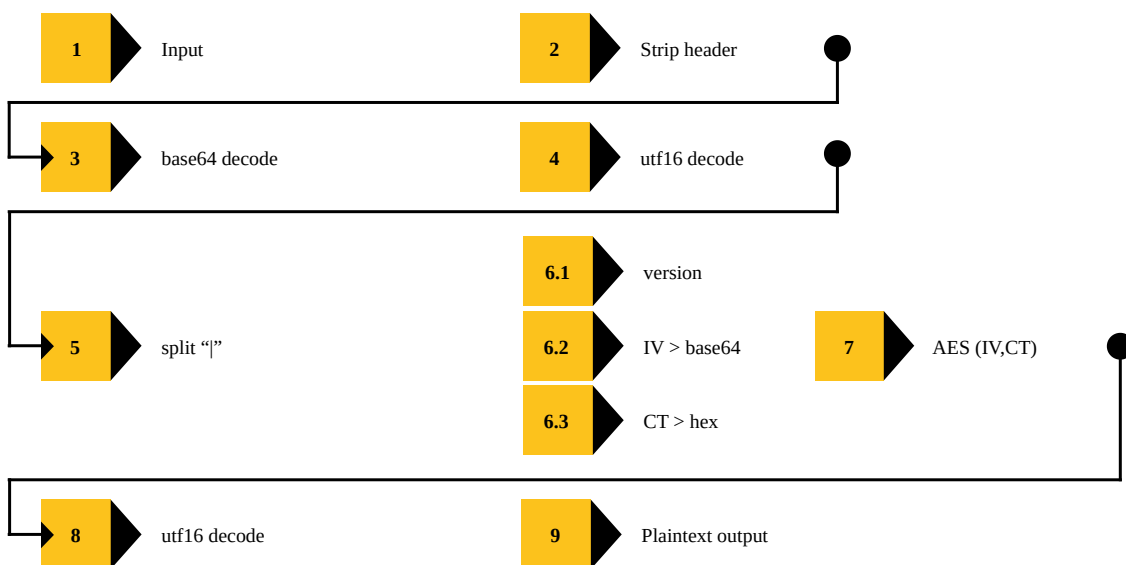 1 Input
2 Strip header
3 base64 decode
4 utf16 decode
5 split “|”
6.1 version
6.2 IV > base64
6.3 CT > hex
7 AES (IV,CT)
8 utf16 decode
9 Plaintext output